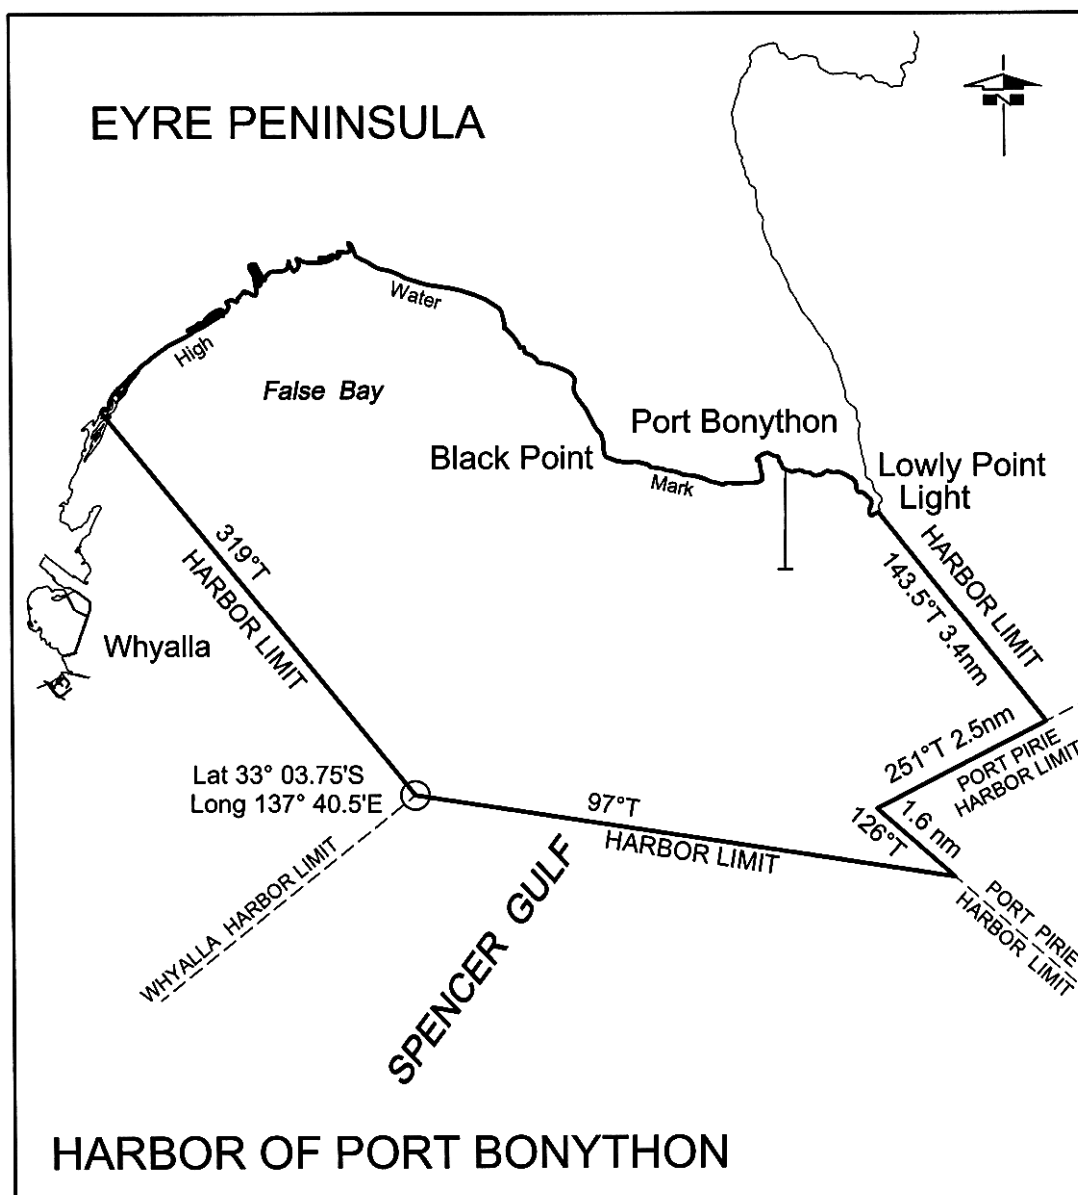 EYRE PENINSULA
N
Water
High
False Bay
Port Bonython
Black Point
Mark
Lowly Point
Light
319°T
HARBOR LIMIT
HARBOR LIMIT
143.5°T 3.4nm
Whyalla
251°T 2.5nm
PORT PIRIE
HARBOR LIMIT
Lat 33° 03.75'S
Long 137° 40.5'E
97°T
HARBOR LIMIT
1.6 nm
126°T
WHYALLA HARBOR LIMIT
SPENCER GULF
PORT PIRIE
HARBOR LIMIT
HARBOR OF PORT BONYTHON